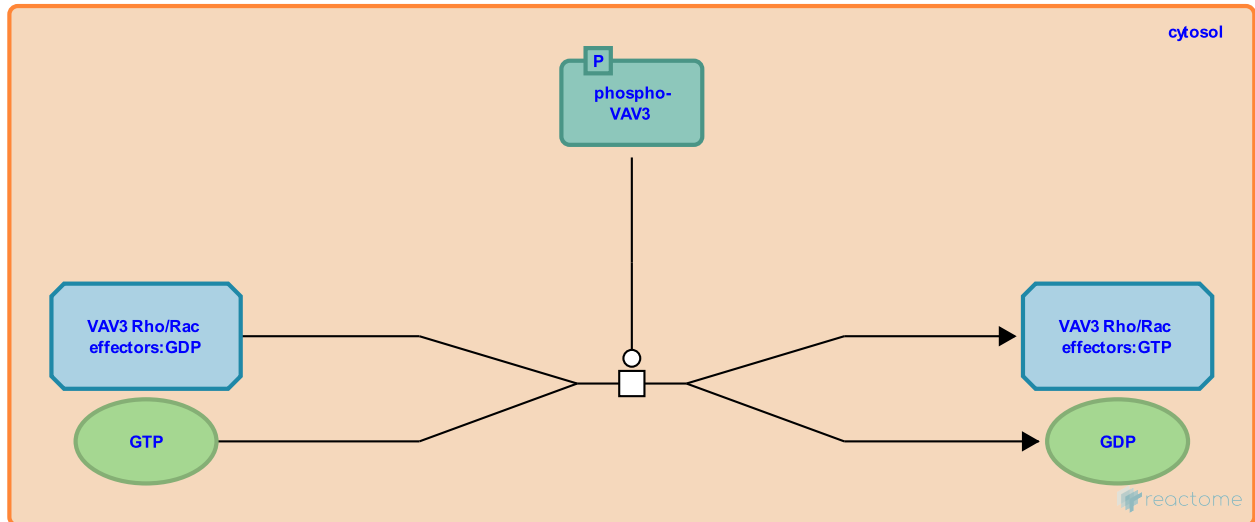 cytosol
P
phospho-
VAV3
VAV3 Rho/Rac
effectors:GDP
VAV3 Rho/Rac
effectors:GTP
GTP
GDP
reactome